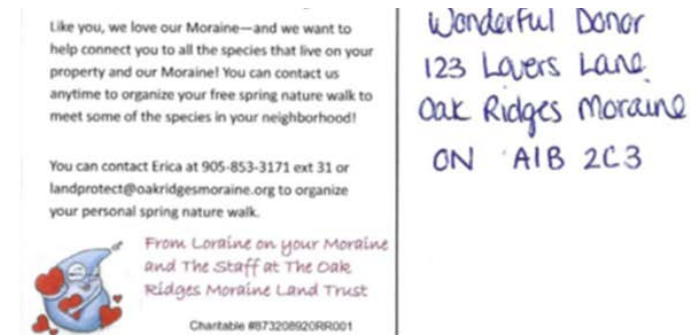 Like you, we love our Moraine—and we want to
help connect you to all the species that live on your
property and our Moraine! You can contact us
anytime to organize your free spring nature walk to
meet some of the species in your neighborhood!
You can contact Erica at 905-853-3171 ext 31 or
landprotect@oakridgesmoraine.org to organize
your personal spring nature walk.
From Loraine on your Moraine
and The Staff at The Oak
Ridges Moraine Land Trust
Charitable #873208920RR001
Wonderful Donor
123 Lovers Lane
Oak Ridges Moraine
ON A1B 2C3